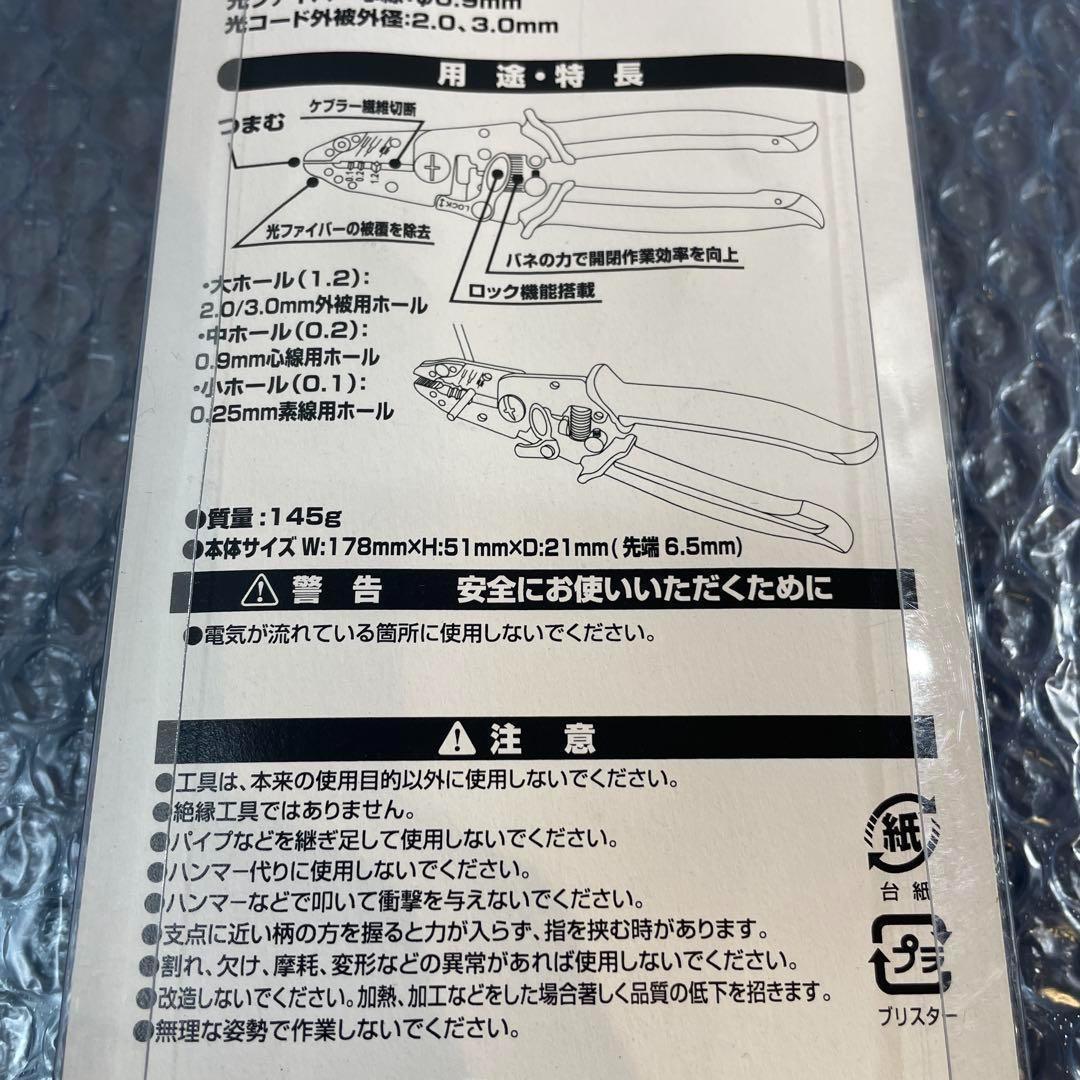 光ファイバー心線:φ0.9mm
光コード外被外径:2.0、3.0mm
用途・特長
ケブラー繊維切断
つまむ
0.1
0.2
1.2
LOCK
光ファイバーの被覆を除去
バネの力で開閉作業効率を向上
ロック機能搭載
・大ホール(1.2):
2.0/3.0mm外被用ホール
・中ホール(0.2):
0.9mm心線用ホール
・小ホール(0.1):
0.25mm素線用ホール
●質量:145g
●本体サイズ W:178mm×H:51mm×D:21mm(先端6.5mm)
⚠警告 安全にお使いいただくために
●電気が流れている箇所に使用しないでください。
⚠注意
●工具は、本来の使用目的以外に使用しないでください。
●絶縁工具ではありません。
●パイプなどを継ぎ足して使用しないでください。
●ハンマー代りに使用しないでください。
●ハンマーなどで叩いて衝撃を与えないでください。
●支点に近い柄の方を握ると力が入らず、指を挟む時があります。
●割れ、欠け、摩耗、変形などの異常があれば使用しないでください。
●改造しないでください。加熱、加工などをした場合著しく品質の低下を招きます。
●無理な姿勢で作業しないでください。
紙
台紙
プラ
ブリスター